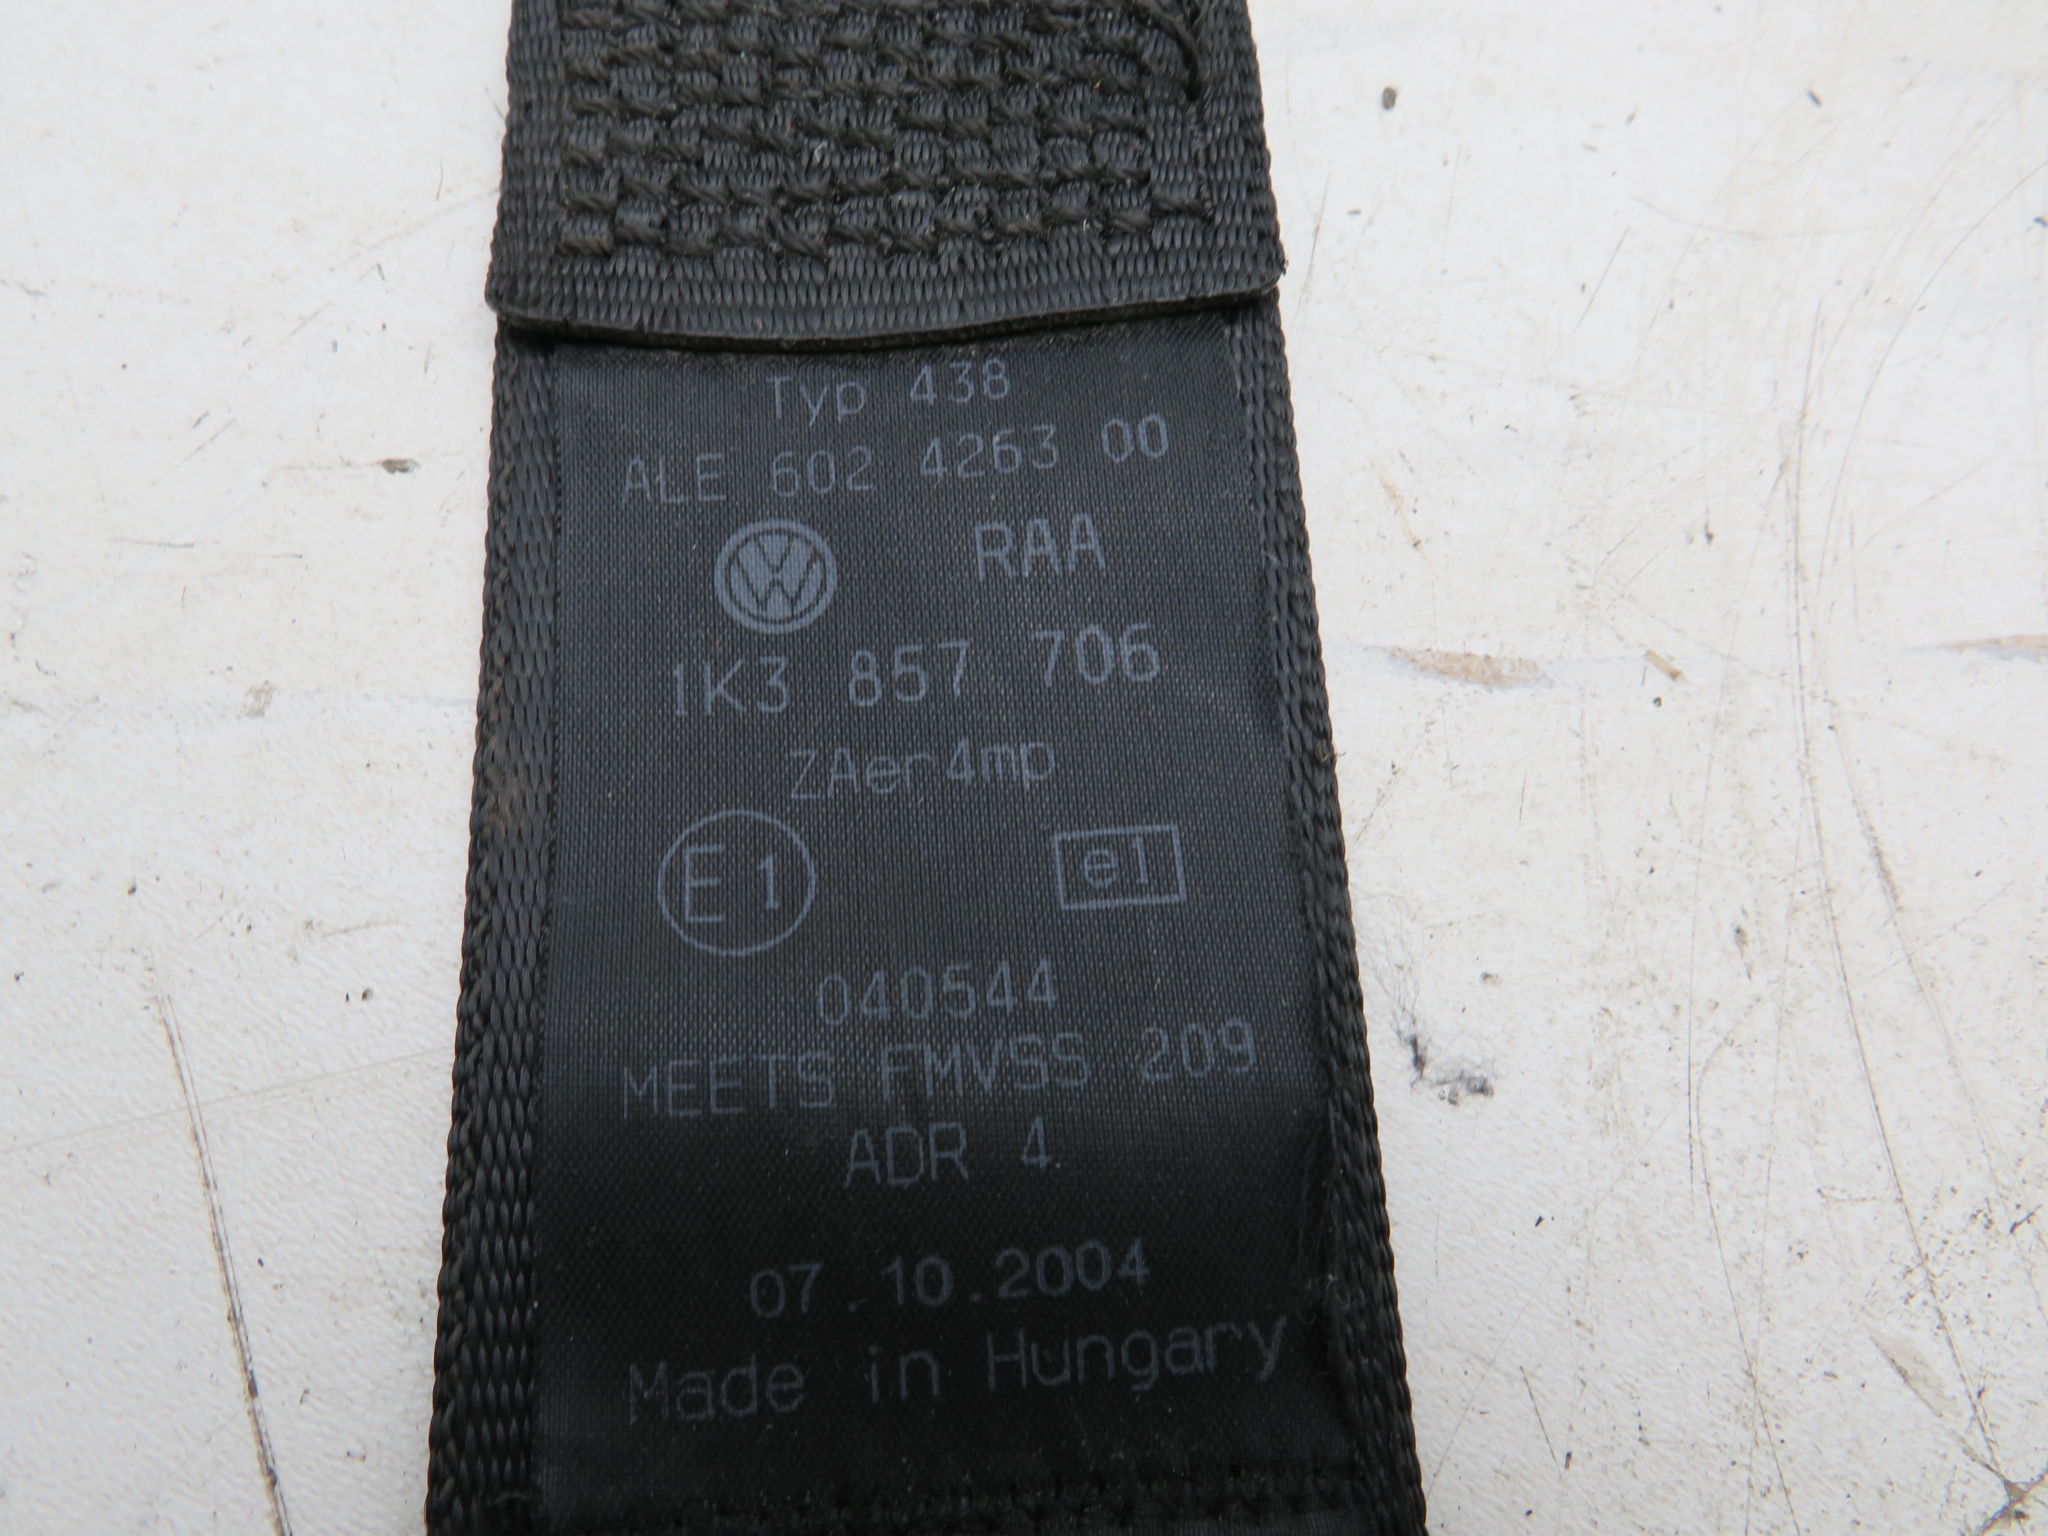 Typ 438
ALE 602 4263 00
RAA
1K3 857 706
ZAer4mp
E1 e1
040544
MEETS FMVSS 209
ADR 4
07.10.2004
Made in Hungary